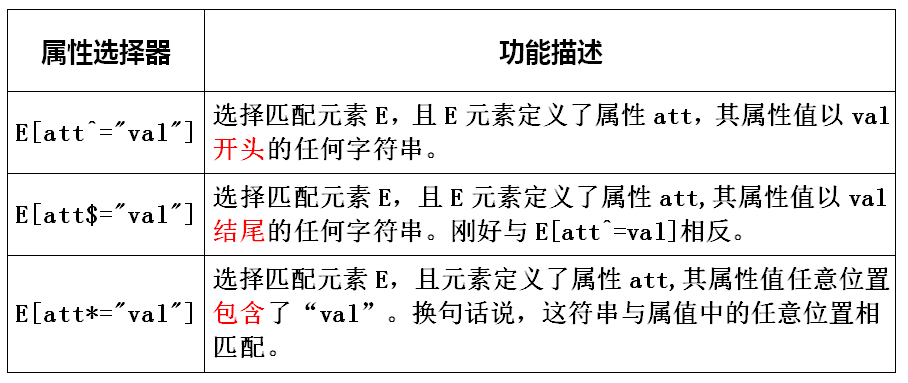 属性选择器 功能描述
E[att^="val"]
选择匹配元素 E，且 E 元素定义了属性 att，其属性值以 val
开头的任何字符串。
E[att$="val"]
选择匹配元素 E，且 E 元素定义了属性 att,其属性值以 val
结尾的任何字符串。刚好与E[att^=val]相反。
E[att*="val"]
选择匹配元素 E，且元素定义了属性 att,其属性值任意位置
包含了“val”。换句话说，这符串与属值中的任意位置相
匹配。